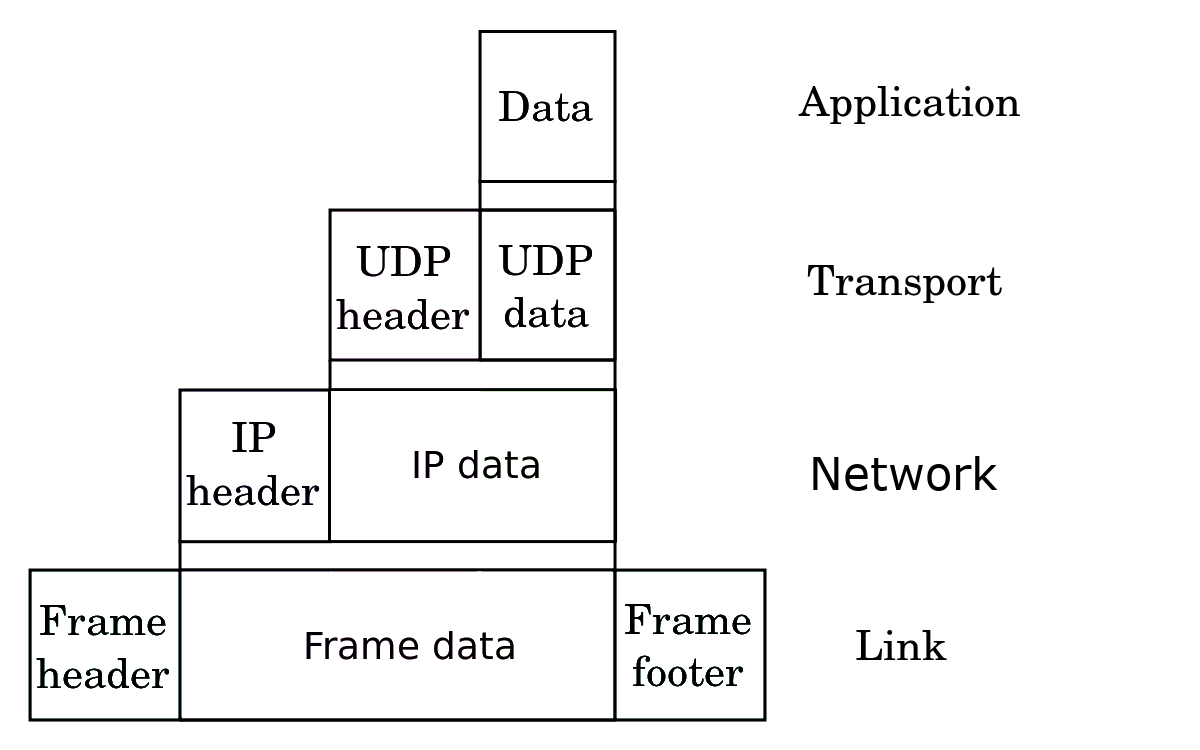 Data
Application
UDP header
UDP data
Transport
IP header
IP data
Network
Frame header
Frame data
Frame footer
Link